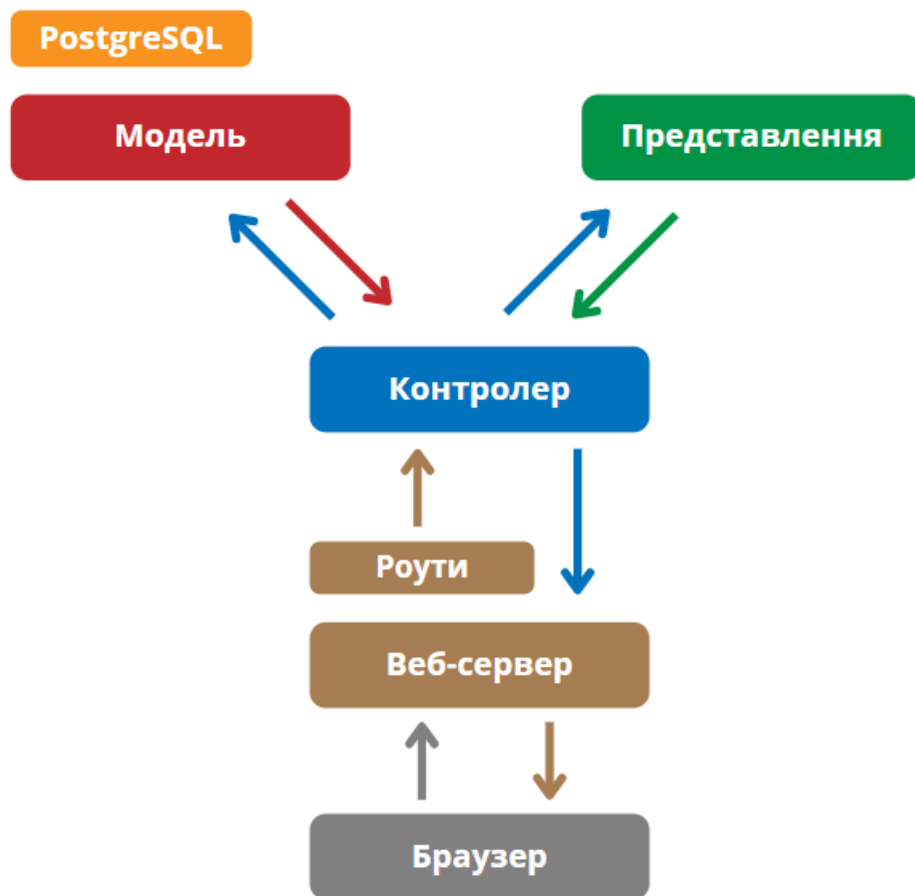 PostgreSQL
Модель
Представлення
Контролер
Роути
Веб-сервер
Браузер